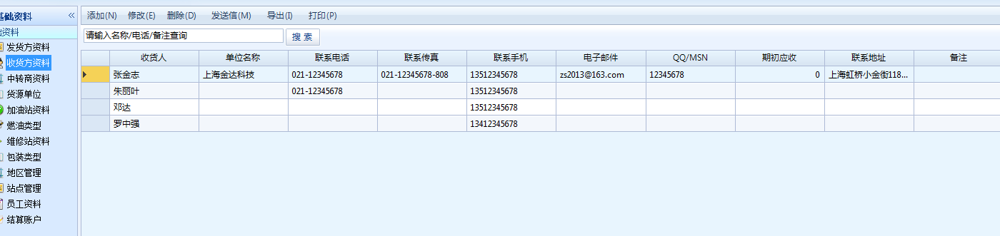 基础资料
«
础资料
发货方资料
收货方资料
中转商资料
货源单位
加油站资料
燃油类型
维修站资料
包装类型
地区管理
站点管理
员工资料
结算账户
添加(N) 修改(E) 删除(D) 发送信(M) 导出(I) 打印(P)
请输入名称/电话/备注查询 搜 索
收货人 单位名称 联系电话 联系传真 联系手机 电子邮件 QQ/MSN 期初应收 联系地址 备注
张金志 上海金达科技 021-12345678 021-12345678-808 13512345678 zs2013@163.com 12345678 0 上海虹桥小金街118...
朱丽叶 021-12345678 13512345678
邓达 13512345678
罗中强 13412345678